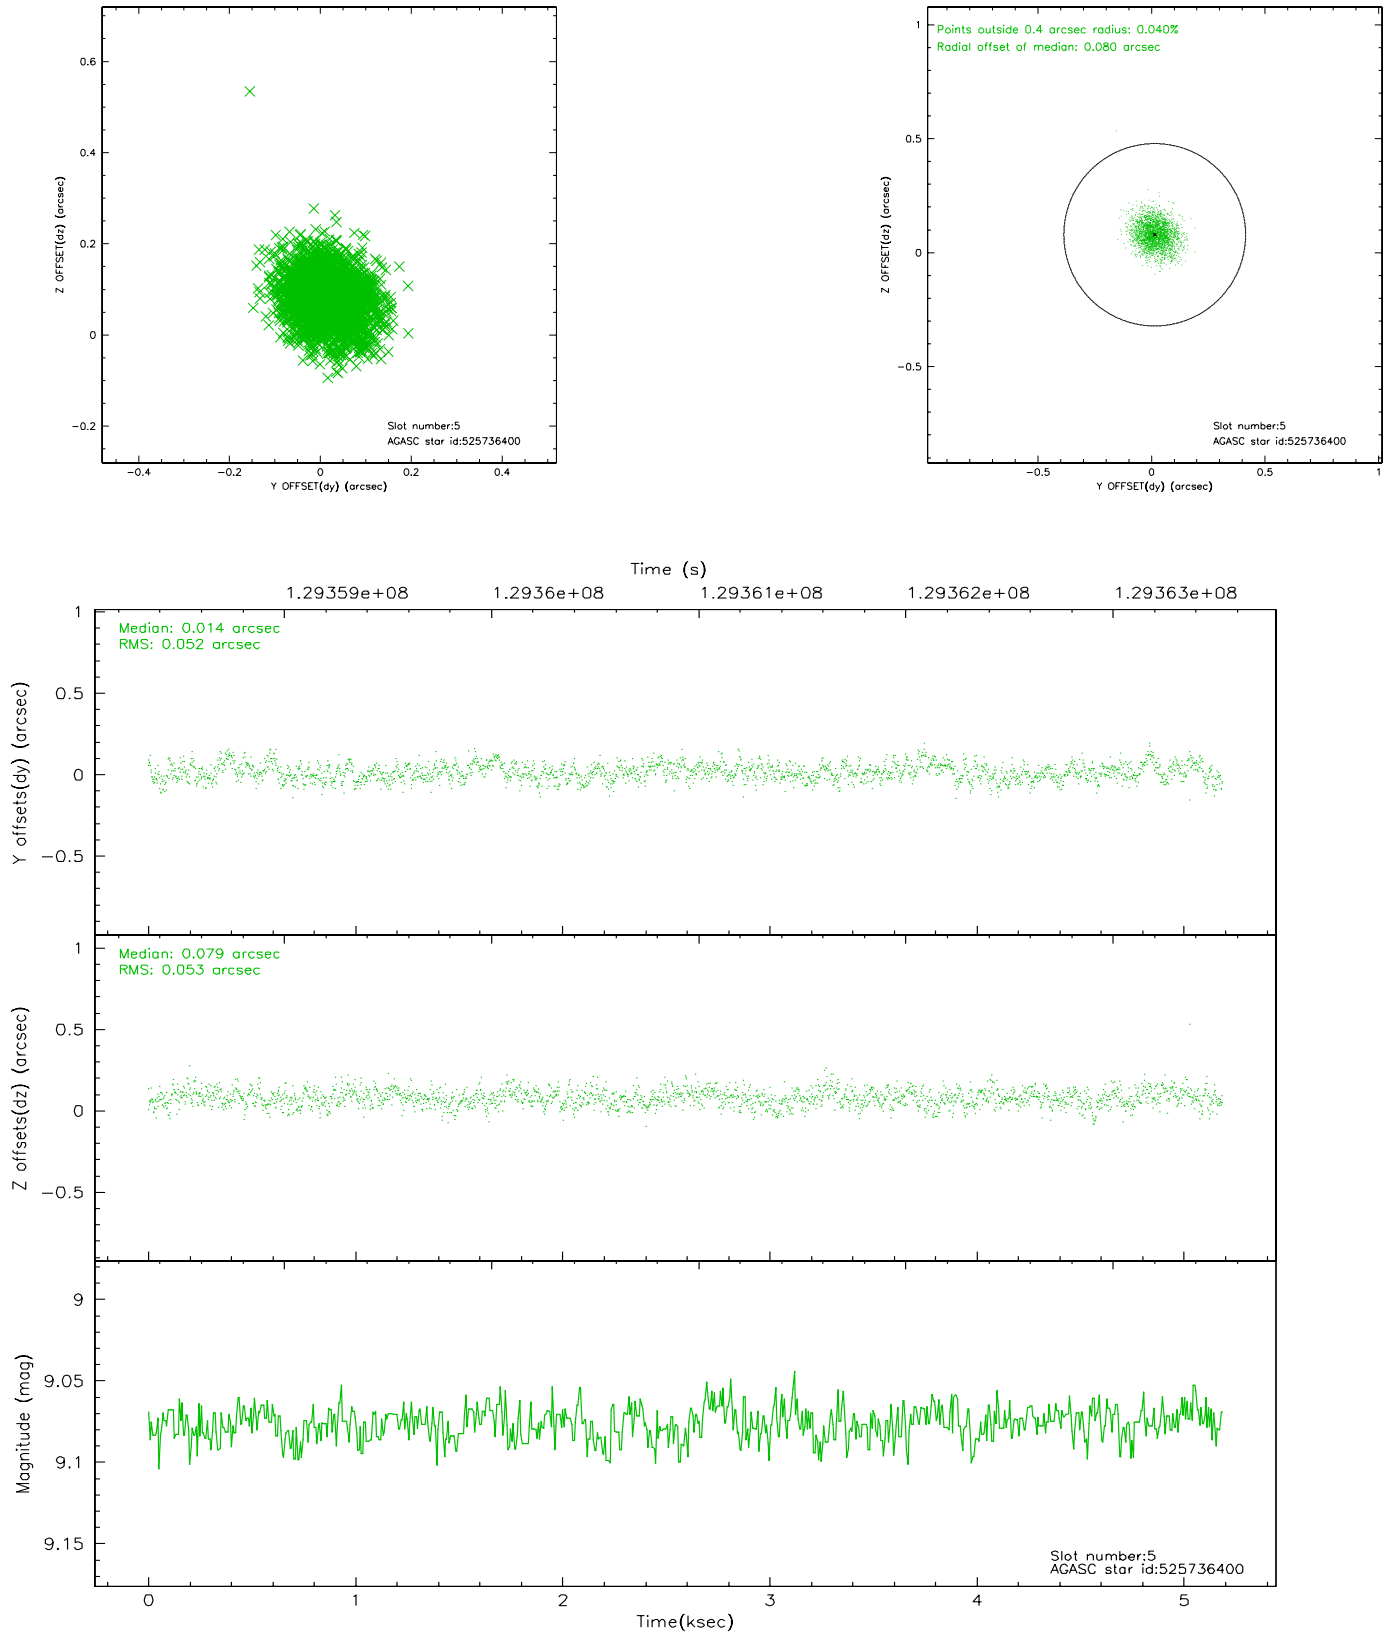 0.6
0.4
0.2
0
−0.2
Z OFFSET(dz) (arcsec)
Slot number:5
AGASC star id:525736400
−0.4 −0.2 0 0.2 0.4
Y OFFSET(dy) (arcsec)
Points outside 0.4 arcsec radius: 0.040%
Radial offset of median: 0.080 arcsec
1
0.5
0
−0.5
Z OFFSET(dz) (arcsec)
Slot number:5
AGASC star id:525736400
−0.5 0 0.5 1
Y OFFSET(dy) (arcsec)
Time (s)
1.29359e+08 1.2936e+08 1.29361e+08 1.29362e+08 1.29363e+08
Median: 0.014 arcsec
RMS: 0.052 arcsec
1
0.5
0
−0.5
Y offsets(dy) (arcsec)
Median: 0.079 arcsec
RMS: 0.053 arcsec
1
0.5
0
−0.5
Z offsets(dz) (arcsec)
9
9.05
9.1
9.15
Magnitude (mag)
Slot number:5
AGASC star id:525736400
0 1 2 3 4 5
Time(ksec)